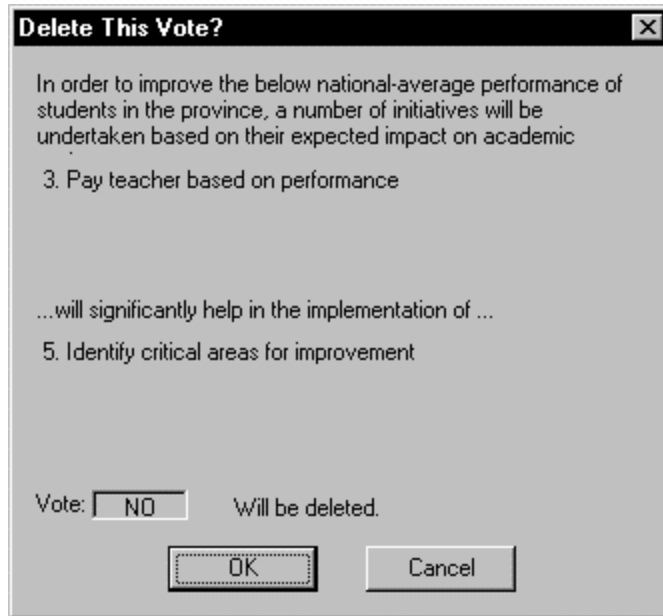 Delete This Vote?
In order to improve the below national-average performance of
students in the province, a number of initiatives will be
undertaken based on their expected impact on academic
3. Pay teacher based on performance
...will significantly help in the implementation of ...
5. Identify critical areas for improvement
Vote: NO Will be deleted.
OK Cancel